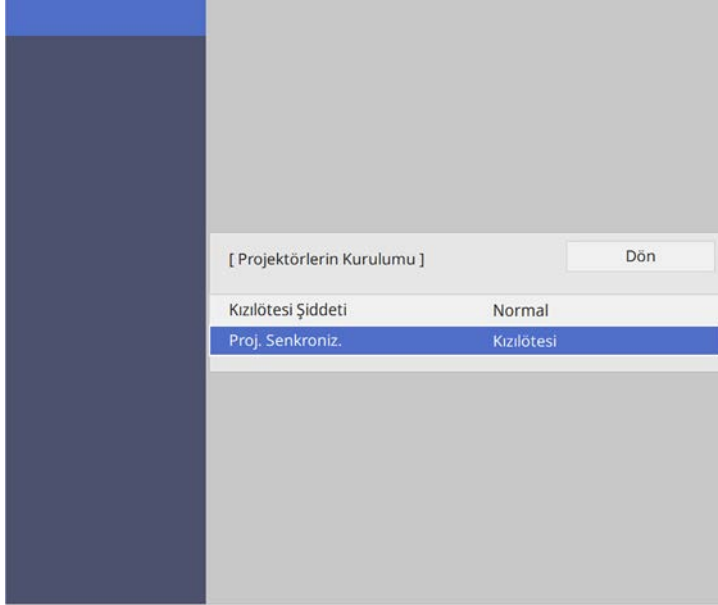 [ Projektörlerin Kurulumu ] Dön
Kızılötesi Şiddeti Normal
Proj. Senkroniz. Kızılötesi